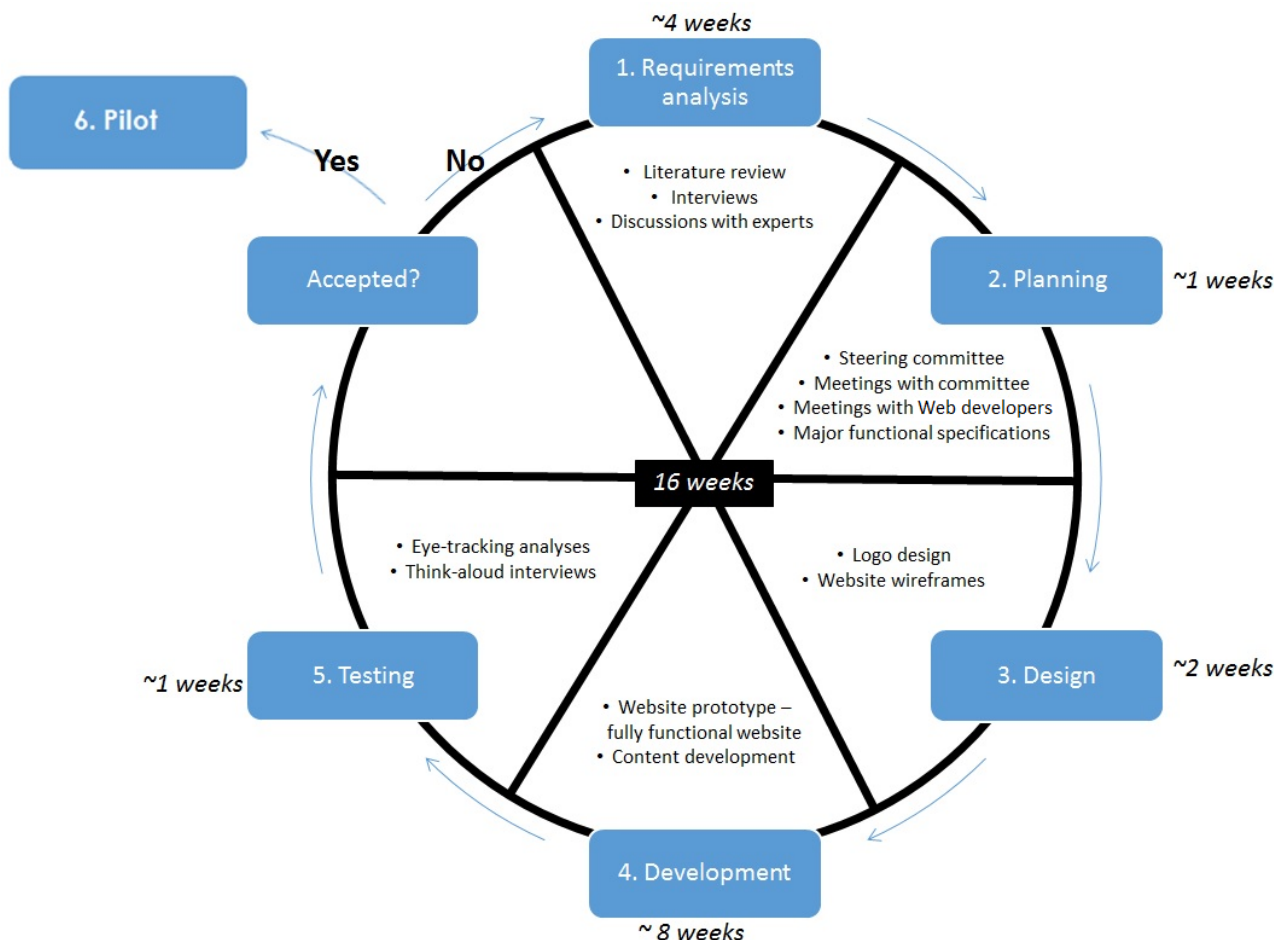 ~4 weeks
1. Requirements
analysis
6. Pilot
Yes
No
• Literature review
• Interviews
• Discussions with experts
Accepted?
2. Planning
~1 weeks
• Steering committee
• Meetings with committee
• Meetings with Web developers
• Major functional specifications
16 weeks
• Eye-tracking analyses
• Think-aloud interviews
• Logo design
• Website wireframes
~1 weeks
5. Testing
3. Design
~2 weeks
• Website prototype –
fully functional website
• Content development
4. Development
~ 8 weeks